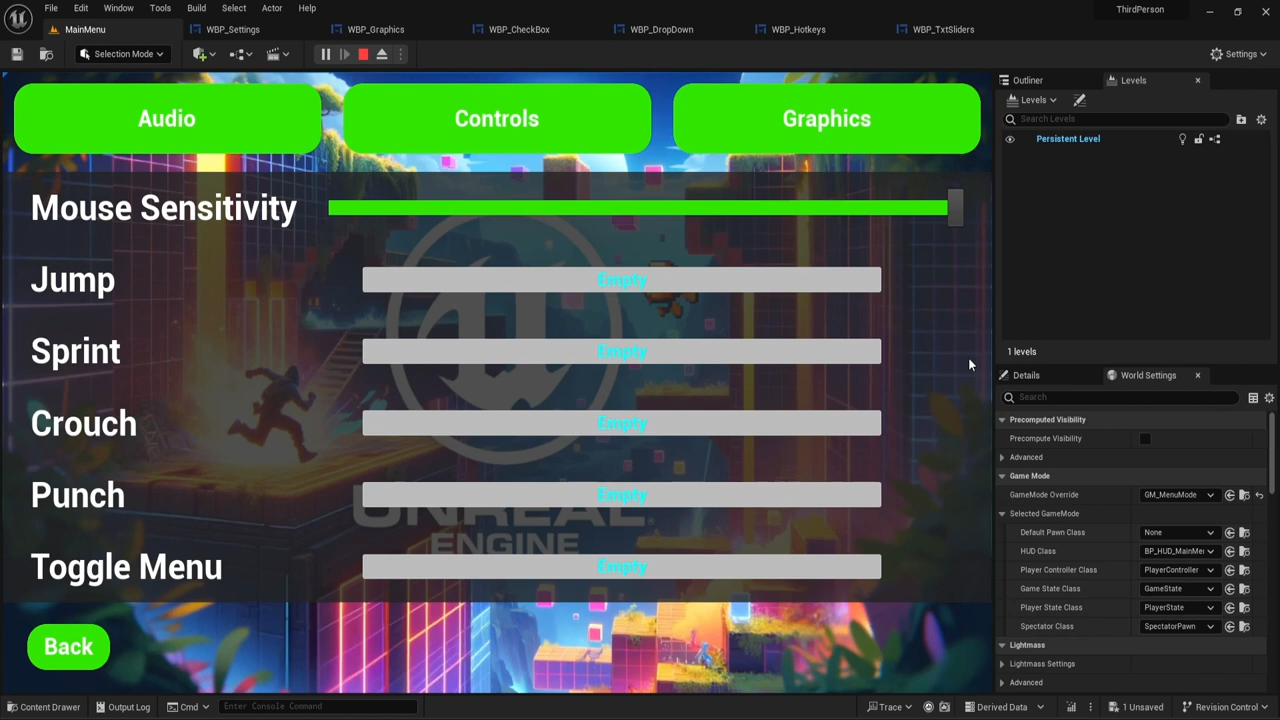 File Edit Window Tools Build Select Actor Help
ThirdPerson
MainMenu WBP_Settings WBP_Graphics WBP_CheckBox WBP_DropDown WBP_Hotkeys WBP_TxtSliders
Selection Mode
Settings
Audio Controls Graphics
Mouse Sensitivity
Jump Empty
Sprint Empty
Crouch Empty
Punch Empty
Toggle Menu Empty
UNREAL
ENGINE
Back
Outliner Levels
Levels
Search Levels
Persistent Level
1 levels
Details World Settings
Search
Precomputed Visibility
Precompute Visibility
Advanced
Game Mode
GameMode Override GM_MenuMode
Selected GameMode
Default Pawn Class None
HUD Class BP_HUD_MainMen
Player Controller Class PlayerController
Game State Class GameState
Player State Class PlayerState
Spectator Class SpectatorPawn
Lightmass
Lightmass Settings
Advanced
Content Drawer Output Log Cmd Enter Console Command Trace Derived Data 1 Unsaved Revision Control